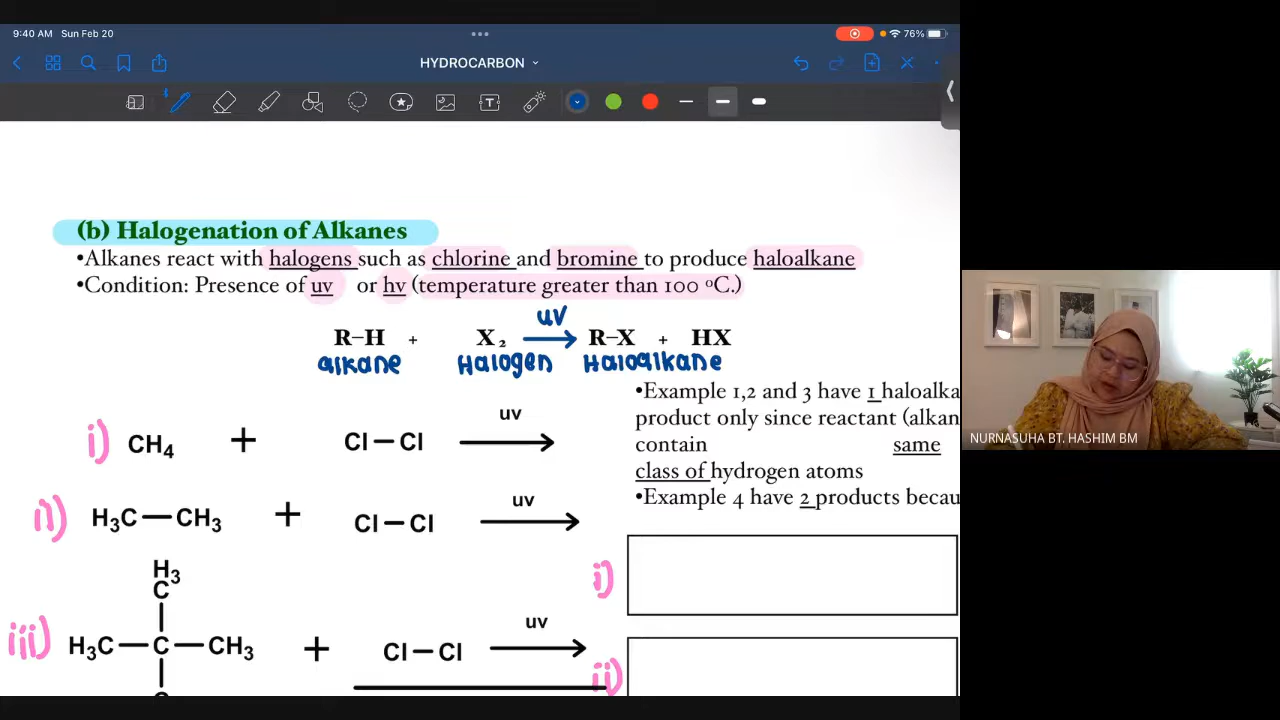 9:40 AM Sun Feb 20
76%
HYDROCARBON
T
(b) Halogenation of Alkanes
•Alkanes react with halogens such as chlorine and bromine to produce haloalkane
•Condition: Presence of uv or hv (temperature greater than 100 °C.)
uv
R–H + X₂ → R–X + HX
alkane Halogen Haloalkane
•Example 1,2 and 3 have 1 haloalka
product only since reactant (alkan
contain same
class of hydrogen atoms
•Example 4 have 2 products becau
uv
i) CH₄ + Cl–Cl →
uv
ii) H₃C–CH₃ + Cl–Cl →
H₃
C
uv
iii) H₃C–C–CH₃ + Cl–Cl →
i)
ii)
NURNASUHA BT. HASHIM BM